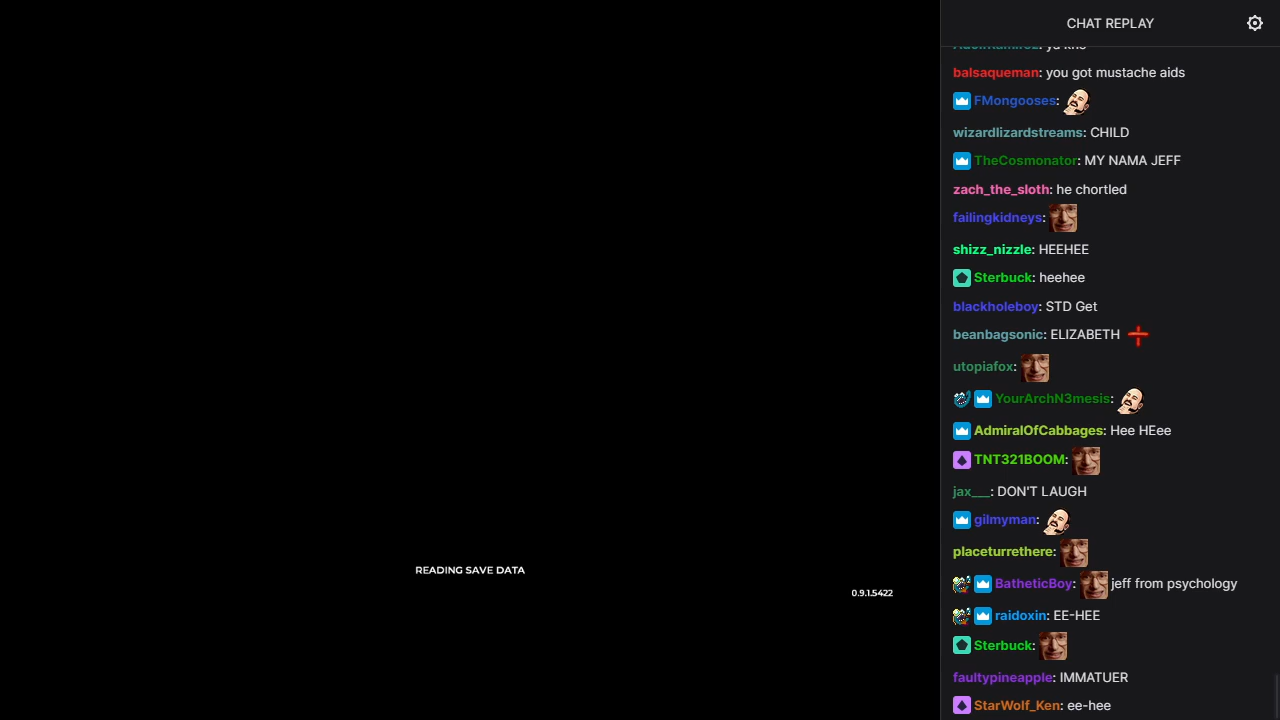 CHAT REPLAY
balsaqueman: you got mustache aids
FMongooses:
wizardlizardstreams: CHILD
TheCosmonator: MY NAMA JEFF
zach_the_sloth: he chortled
failingkidneys:
shizz_nizzle: HEEHEE
Sterbuck: heehee
blackholeboy: STD Get
beanbagsonic: ELIZABETH
utopiafox:
YourArchN3mesis:
AdmiralOfCabbages: Hee HEee
TNT321BOOM:
jax___: DON'T LAUGH
gilmyman:
placeturrethere:
BatheticBoy: jeff from psychology
raidoxin: EE-HEE
Sterbuck:
faultypineapple: IMMATUER
StarWolf_Ken: ee-hee
READING SAVE DATA
0.9.1.5422